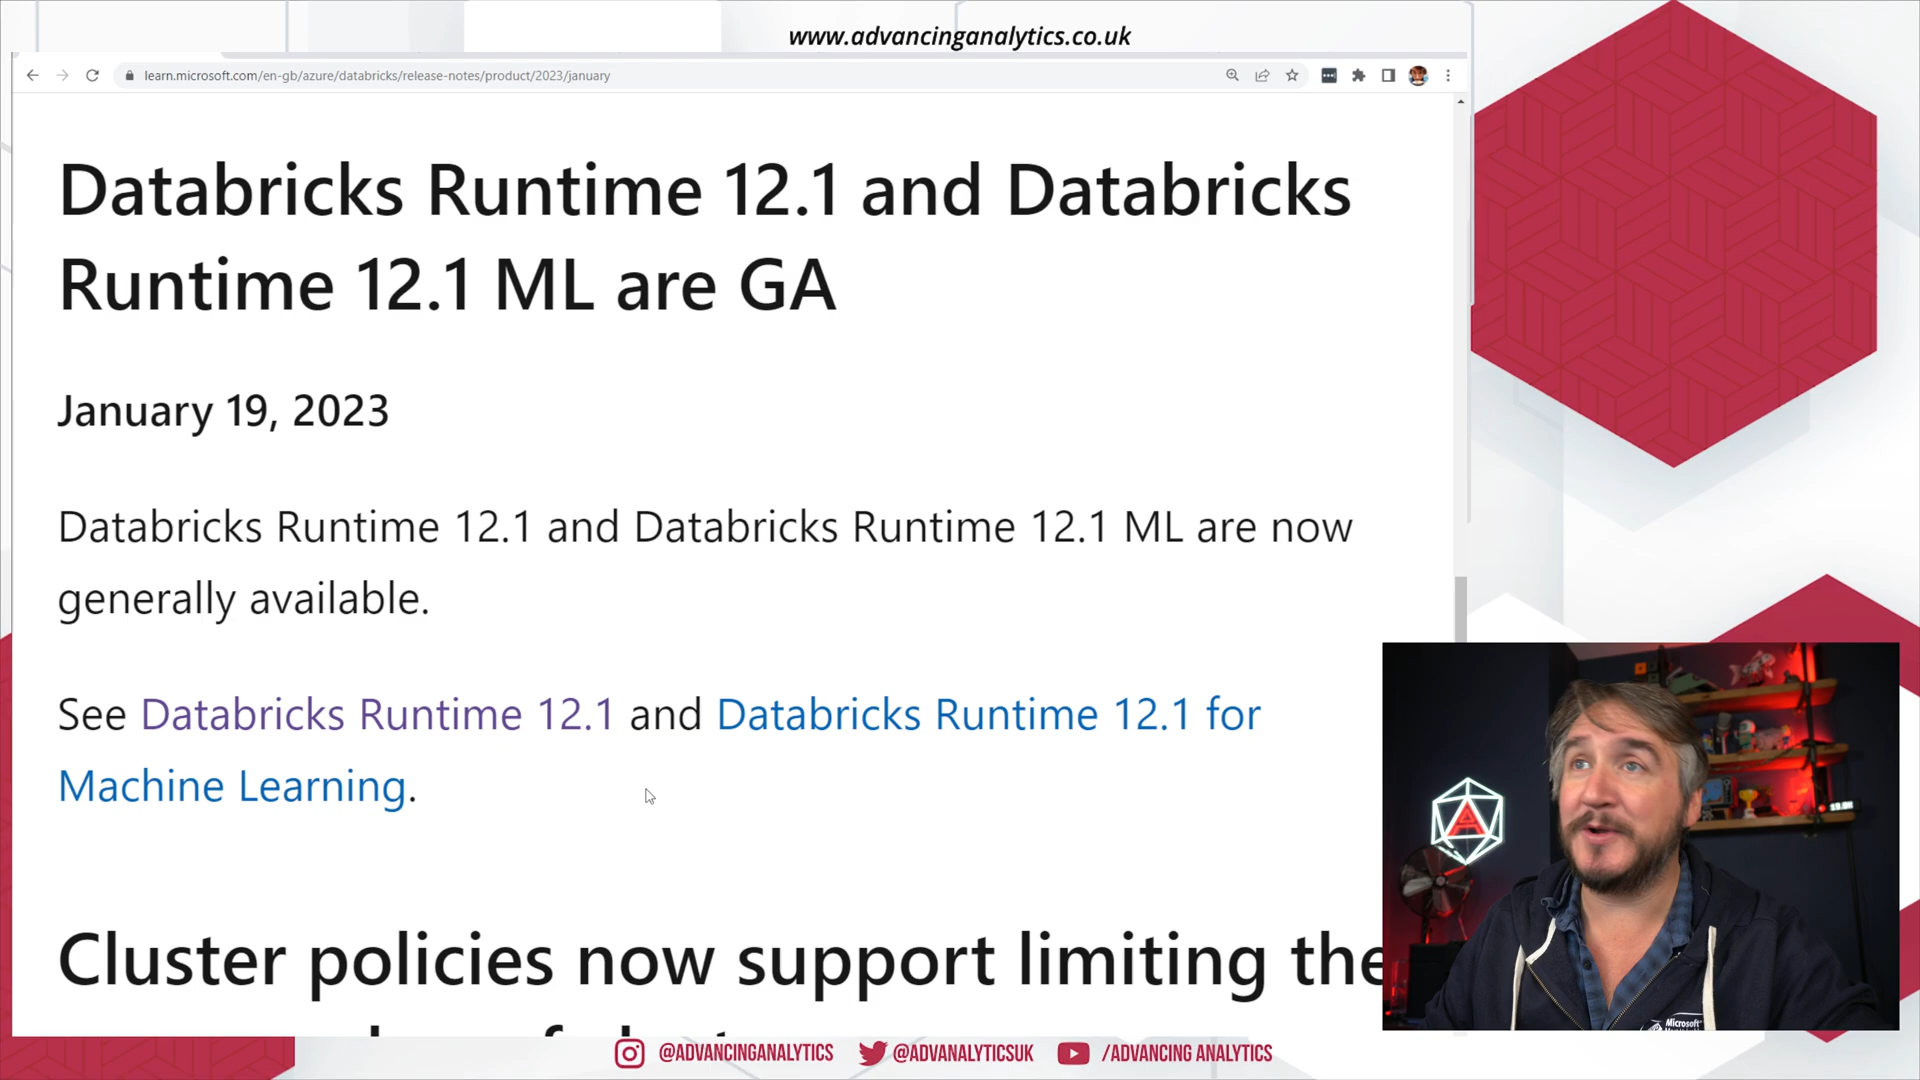 www.advancinganalytics.co.uk
learn.microsoft.com/en-gb/azure/databricks/release-notes/product/2023/january
Databricks Runtime 12.1 and Databricks
Runtime 12.1 ML are GA
January 19, 2023
Databricks Runtime 12.1 and Databricks Runtime 12.1 ML are now
generally available.
See Databricks Runtime 12.1 and Databricks Runtime 12.1 for
Machine Learning.
Cluster policies now support limiting the
A
Microsoft
@ADVANCINGANALYTICS @ADVANALYTICSUK /ADVANCING ANALYTICS